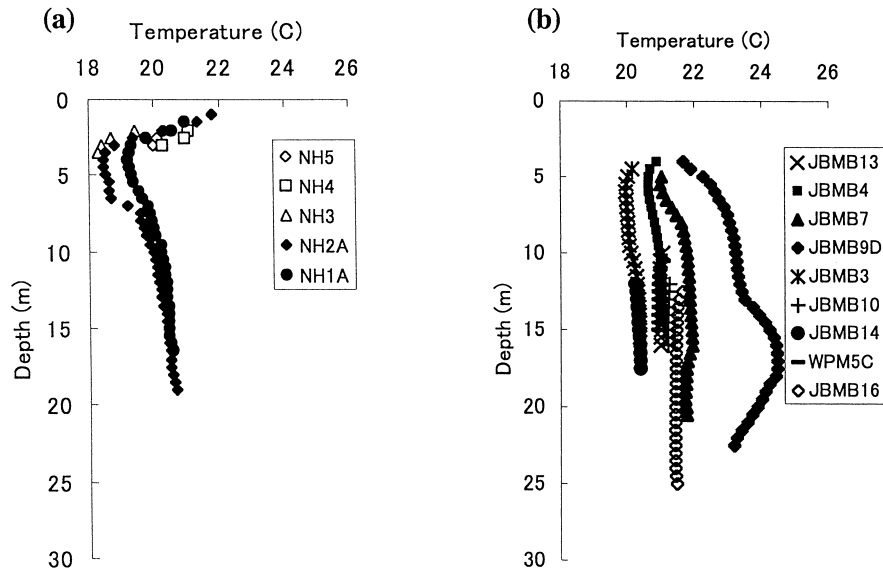 (a)
Temperature (C)
18 20 22 24 26
0
5
10
15
20
25
30
Depth (m)
NH5
NH4
NH3
NH2A
NH1A
(b)
Temperature (C)
18 20 22 24 26
0
5
10
15
20
25
30
Depth (m)
JBMB13
JBMB4
JBMB7
JBMB9D
JBMB3
JBMB10
JBMB14
WPM5C
JBMB16